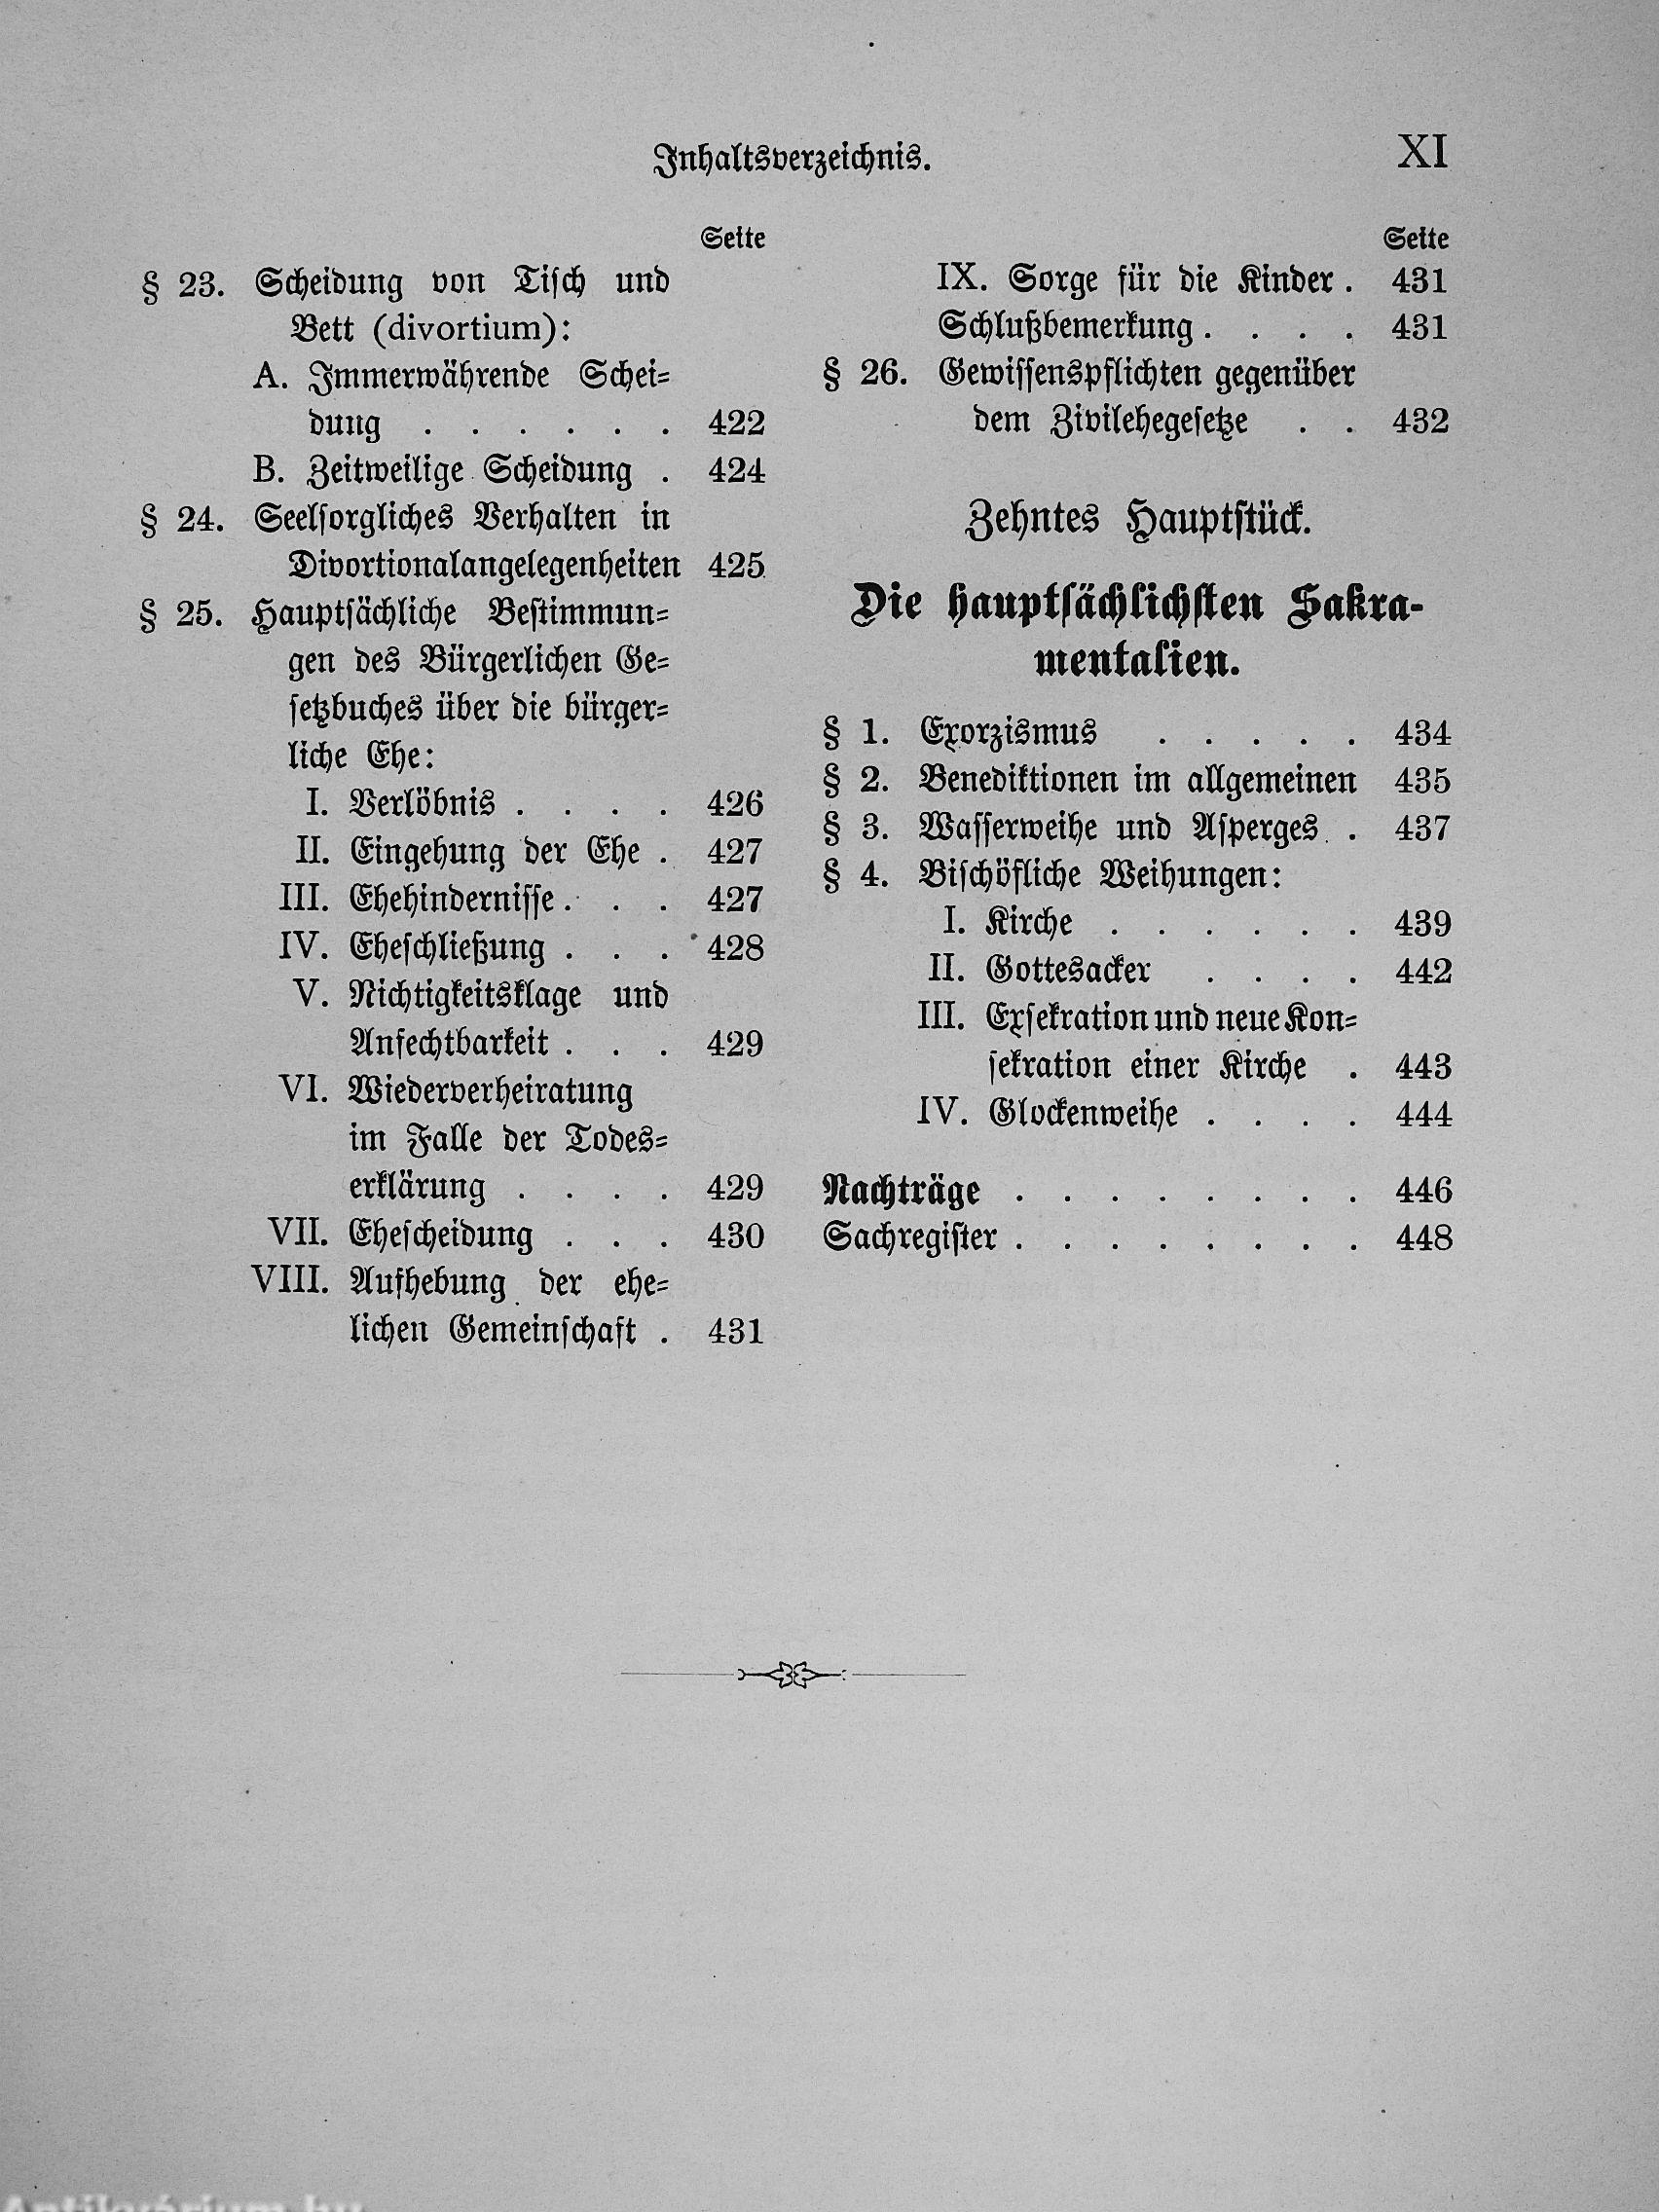 Inhaltsverzeichnis. XI
Seite
§ 23. Scheidung von Tisch und
Bett (divortium):
A. Immerwährende Schei=
dung . . . . . . 422
B. Zeitweilige Scheidung . 424
§ 24. Seelsorgliches Verhalten in
Divortionalangelegenheiten 425
§ 25. Hauptsächliche Bestimmun=
gen des Bürgerlichen Ge=
setzbuches über die bürger=
liche Ehe:
I. Verlöbnis . . . . 426
II. Eingehung der Ehe . 427
III. Ehehindernisse . . . 427
IV. Eheschließung . . . 428
V. Nichtigkeitsklage und
Anfechtbarkeit . . . 429
VI. Wiederverheiratung
im Falle der Todes=
erklärung . . . . 429
VII. Ehescheidung . . . 430
VIII. Aufhebung der ehe=
lichen Gemeinschaft . 431
Seite
IX. Sorge für die Kinder . 431
Schlußbemerkung . . . . 431
§ 26. Gewissenspflichten gegenüber
dem Zivilehegesetze . . 432
Zehntes Hauptstück.
Die hauptsächlichsten Sakra-
mentalien.
§ 1. Exorzismus . . . . . 434
§ 2. Benediktionen im allgemeinen 435
§ 3. Wasserweihe und Asperges . . 437
§ 4. Bischöfliche Weihungen:
I. Kirche . . . . . . 439
II. Gottesacker . . . . 442
III. Exsekration und neue Kon=
sekration einer Kirche . 443
IV. Glockenweihe . . . . 444
Nachträge . . . . . . . . 446
Sachregister . . . . . . . . 448
Antikvárium.hu